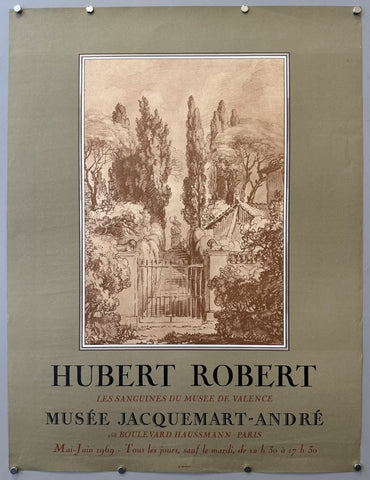 HUBERT ROBERT
LES SANGUINES DU MUSEE DE VALENCE
MUSÉE JACQUEMART-ANDRÉ
158 BOULEVARD HAUSSMANN-PARIS
Mai-Juin 1969 - Tous les jours, sauf le mardi, de 12 h 30 à 17 h 30